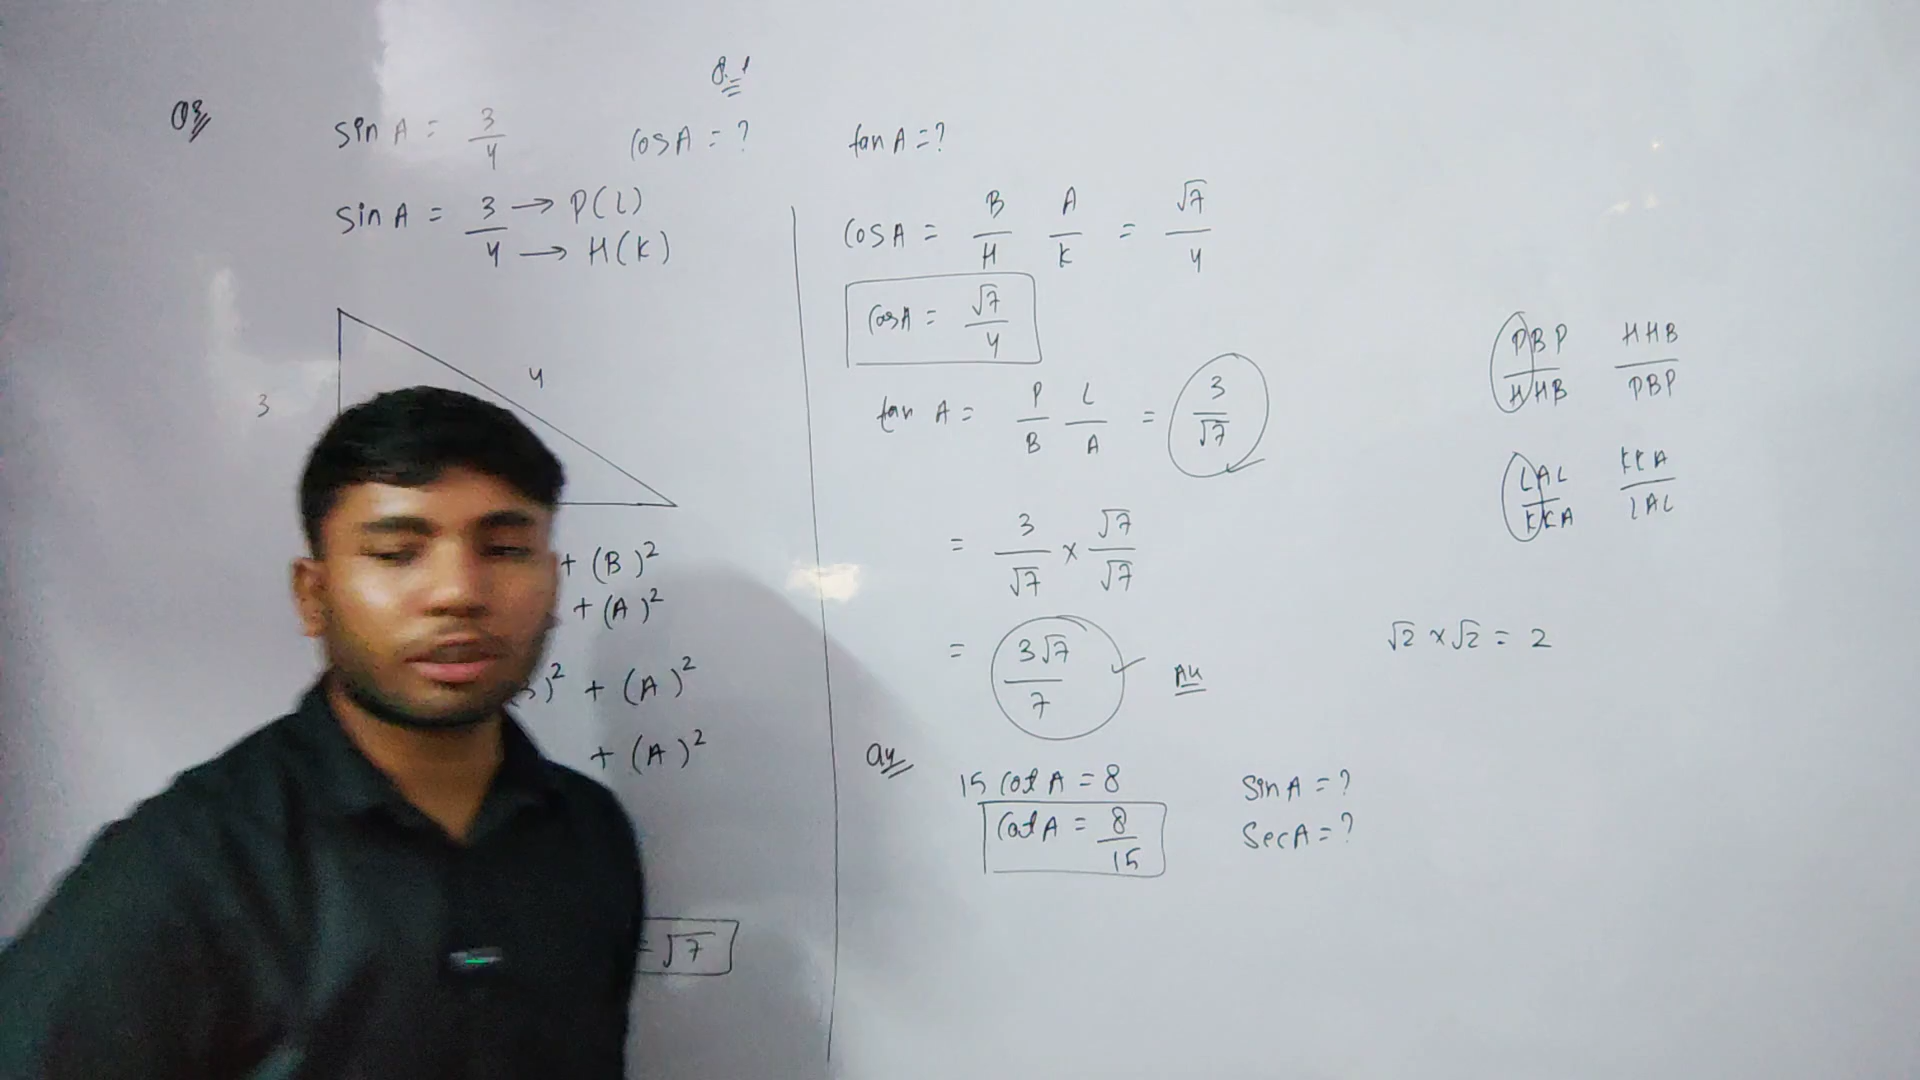 8.1
Q3
sin A = 3/4 cos A = ? tan A = ?
sin A = 3/4 → P(L)
→ H(K)
3
4
+ (B)²
+ (A)²
)² + (A)²
+ (A)²
= √7
cos A = B/H A/K = √7/4
cos A = √7/4
tan A = P/B L/A = 3/√7
= 3/√7 × √7/√7
= 3√7/7
Q4
15 cot A = 8 sin A = ?
cot A = 8/15 sec A = ?
PBP/HHB HHB/PBP
LAL/KKA KKA/LAL
√2 × √2 = 2